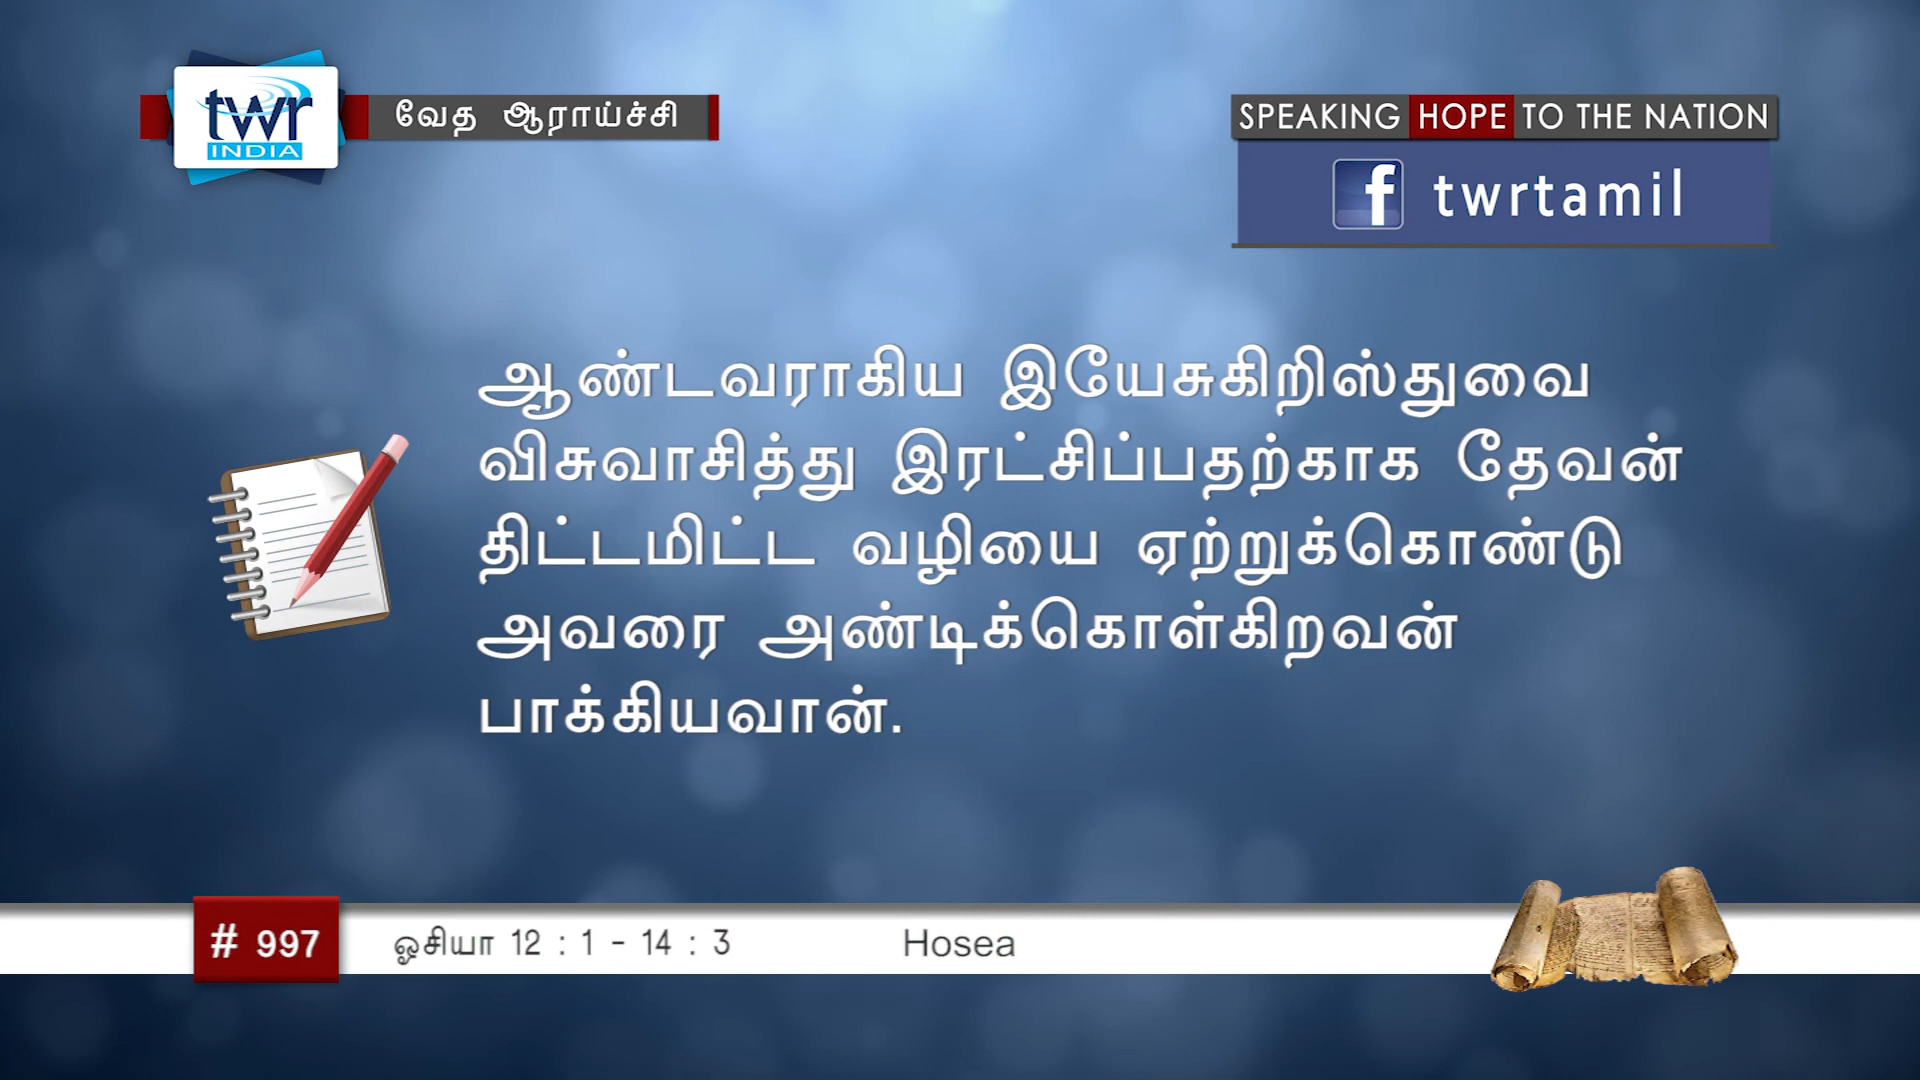 twr
INDIA
வேத ஆராய்ச்சி
SPEAKING HOPE TO THE NATION
f twrtamil
ஆண்டவராகிய இயேசுகிறிஸ்துவை
விசுவாசித்து இரட்சிப்பதற்காக தேவன்
திட்டமிட்ட வழியை ஏற்றுக்கொண்டு
அவரை அண்டிக்கொள்கிறவன்
பாக்கியவான்.
# 997 ஓசியா 12 : 1 - 14 : 3 Hosea